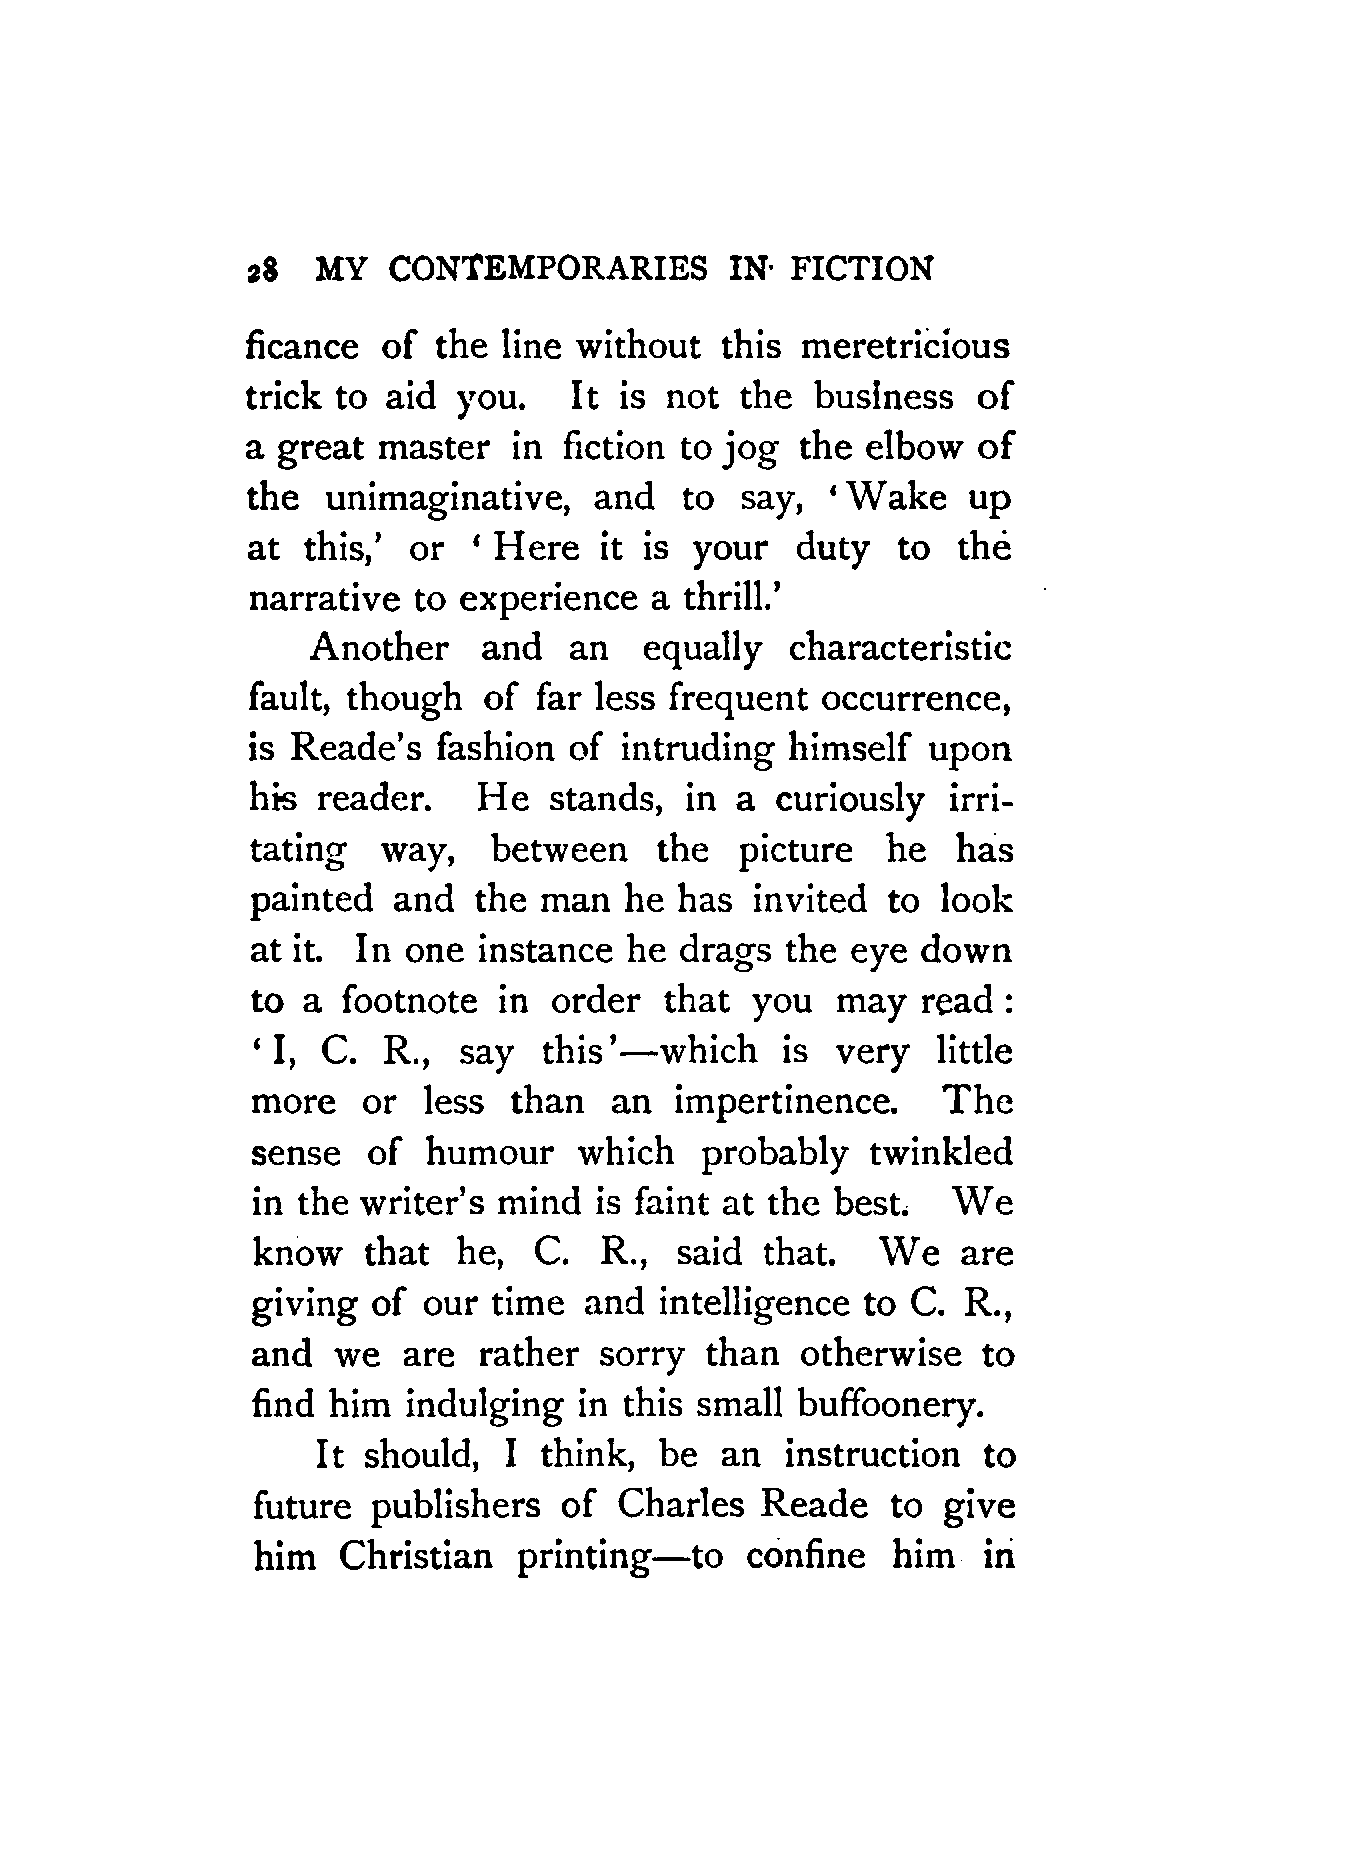 28 MY CONTEMPORARIES IN FICTION
ficance of the line without this meretricious
trick to aid you. It is not the business of
a great master in fiction to jog the elbow of
the unimaginative, and to say, ‘Wake up
at this,’ or ‘Here it is your duty to the
narrative to experience a thrill.’
Another and an equally characteristic
fault, though of far less frequent occurrence,
is Reade’s fashion of intruding himself upon
his reader. He stands, in a curiously irri-
tating way, between the picture he has
painted and the man he has invited to look
at it. In one instance he drags the eye down
to a footnote in order that you may read :
‘I, C. R., say this’—which is very little
more or less than an impertinence. The
sense of humour which probably twinkled
in the writer’s mind is faint at the best. We
know that he, C. R., said that. We are
giving of our time and intelligence to C. R.,
and we are rather sorry than otherwise to
find him indulging in this small buffoonery.
It should, I think, be an instruction to
future publishers of Charles Reade to give
him Christian printing—to confine him in